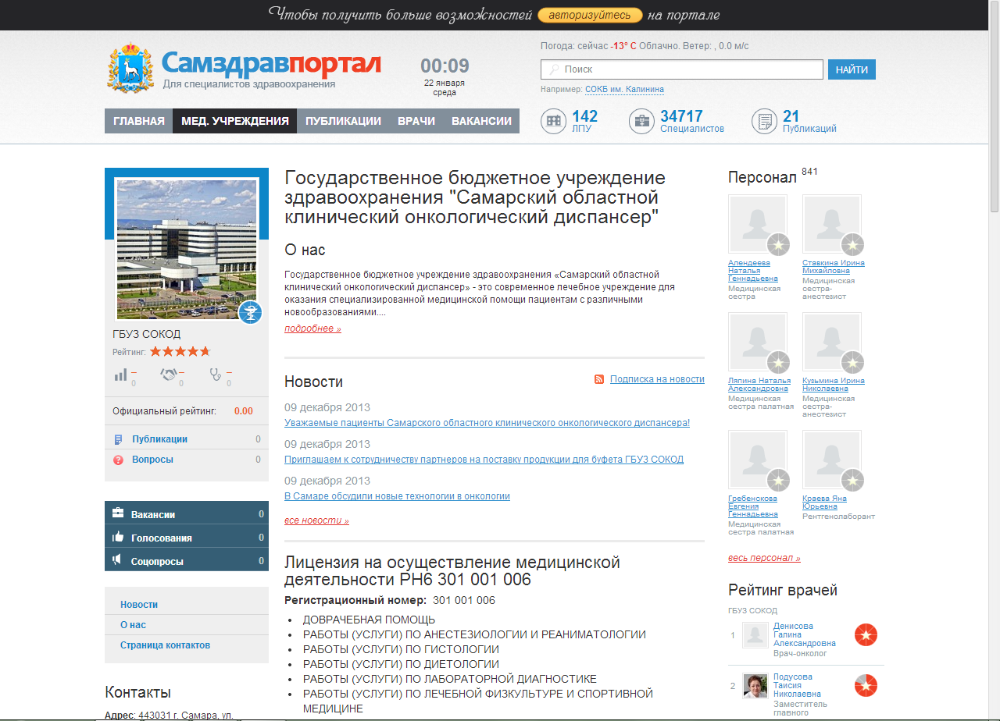 Чтобы получить больше возможностей авторизуйтесь на портале
Самздравпортал
Для специалистов здравоохранения
00:09
22 января
среда
Погода: сейчас -13° C Облачно. Ветер: , 0.0 м/с
Поиск
НАЙТИ
Например: СОКБ им. Калинина
ГЛАВНАЯ
МЕД. УЧРЕЖДЕНИЯ
ПУБЛИКАЦИИ
ВРАЧИ
ВАКАНСИИ
142
ЛПУ
34717
Специалистов
21
Публикаций
ГБУЗ СОКОД
Рейтинг:
–
0
–
0
–
0
Официальный рейтинг: 0.00
Публикации 0
Вопросы 0
Вакансии 0
Голосования 0
Соцопросы 0
Новости
О нас
Страница контактов
Контакты
Адрес: 443031 г. Самара, ул.
Государственное бюджетное учреждение
здравоохранения "Самарский областной
клинический онкологический диспансер"
О нас
Государственное бюджетное учреждение здравоохранения «Самарский областной
клинический онкологический диспансер» - это современное лечебное учреждение для
оказания специализированной медицинской помощи пациентам с различными
новообразованиями....
подробнее »
Новости
Подписка на новости
09 декабря 2013
Уважаемые пациенты Самарского областного клинического онкологического диспансера!
09 декабря 2013
Приглашаем к сотрудничеству партнеров на поставку продукции для буфета ГБУЗ СОКОД
09 декабря 2013
В Самаре обсудили новые технологии в онкологии
все новости »
Лицензия на осуществление медицинской
деятельности РН6 301 001 006
Регистрационный номер: 301 001 006
• ДОВРАЧЕБНАЯ ПОМОЩЬ
• РАБОТЫ (УСЛУГИ) ПО АНЕСТЕЗИОЛОГИИ И РЕАНИМАТОЛОГИИ
• РАБОТЫ (УСЛУГИ) ПО ГИСТОЛОГИИ
• РАБОТЫ (УСЛУГИ) ПО ДИЕТОЛОГИИ
• РАБОТЫ (УСЛУГИ) ПО ЛАБОРАТОРНОЙ ДИАГНОСТИКЕ
• РАБОТЫ (УСЛУГИ) ПО ЛЕЧЕБНОЙ ФИЗКУЛЬТУРЕ И СПОРТИВНОЙ
МЕДИЦИНЕ
Персонал 841
Алендеева
Наталья
Геннадьевна
Медицинская
сестра
Ставкина Ирина
Михайловна
Медицинская
сестра-
анестезист
Ляпина Наталья
Александровна
Медицинская
сестра палатная
Кузьмина Ирина
Николаевна
Медицинская
сестра-
анестезист
Гребенскова
Евгения
Геннадьевна
Медицинская
сестра палатная
Краева Яна
Юрьевна
Рентгенолаборант
весь персонал »
Рейтинг врачей
ГБУЗ СОКОД
1
Денисова
Галина
Александровна
Врач-онколог
2
Подусова
Таисия
Николаевна
Заместитель
главного